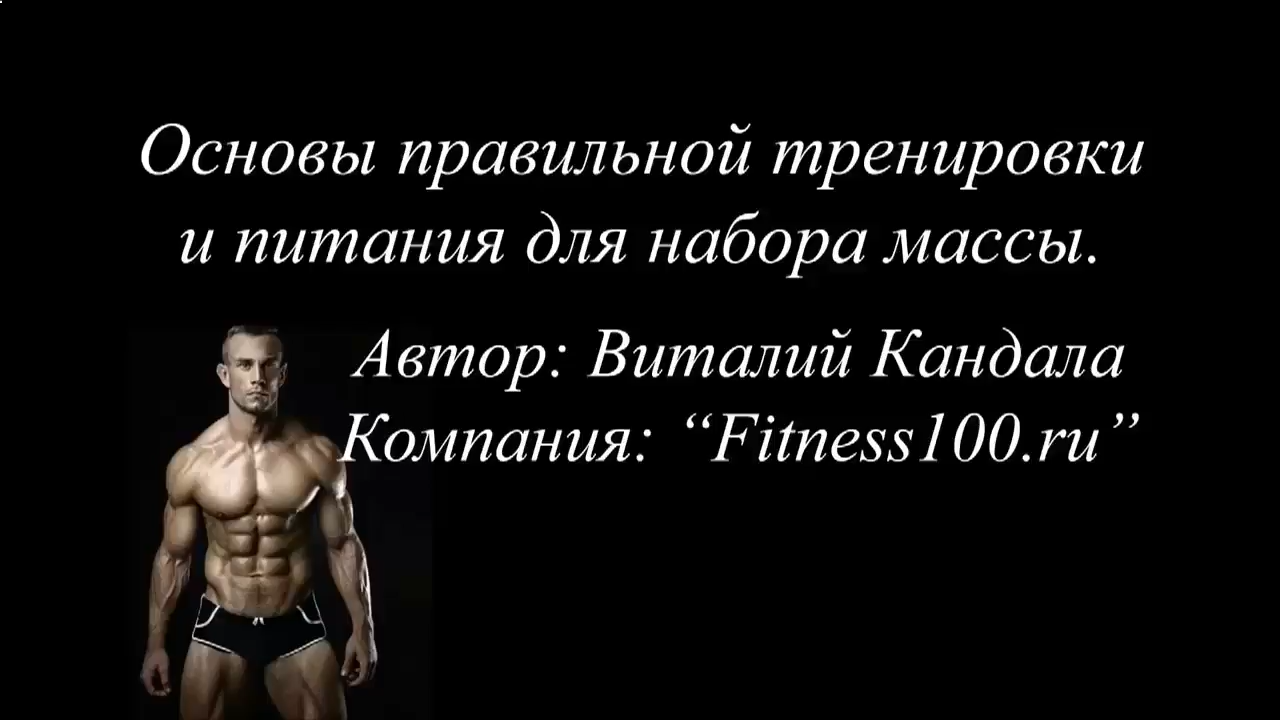 Основы правильной тренировки
и питания для набора массы.
Автор: Виталий Кандала
Компания: “Fitness100.ru”